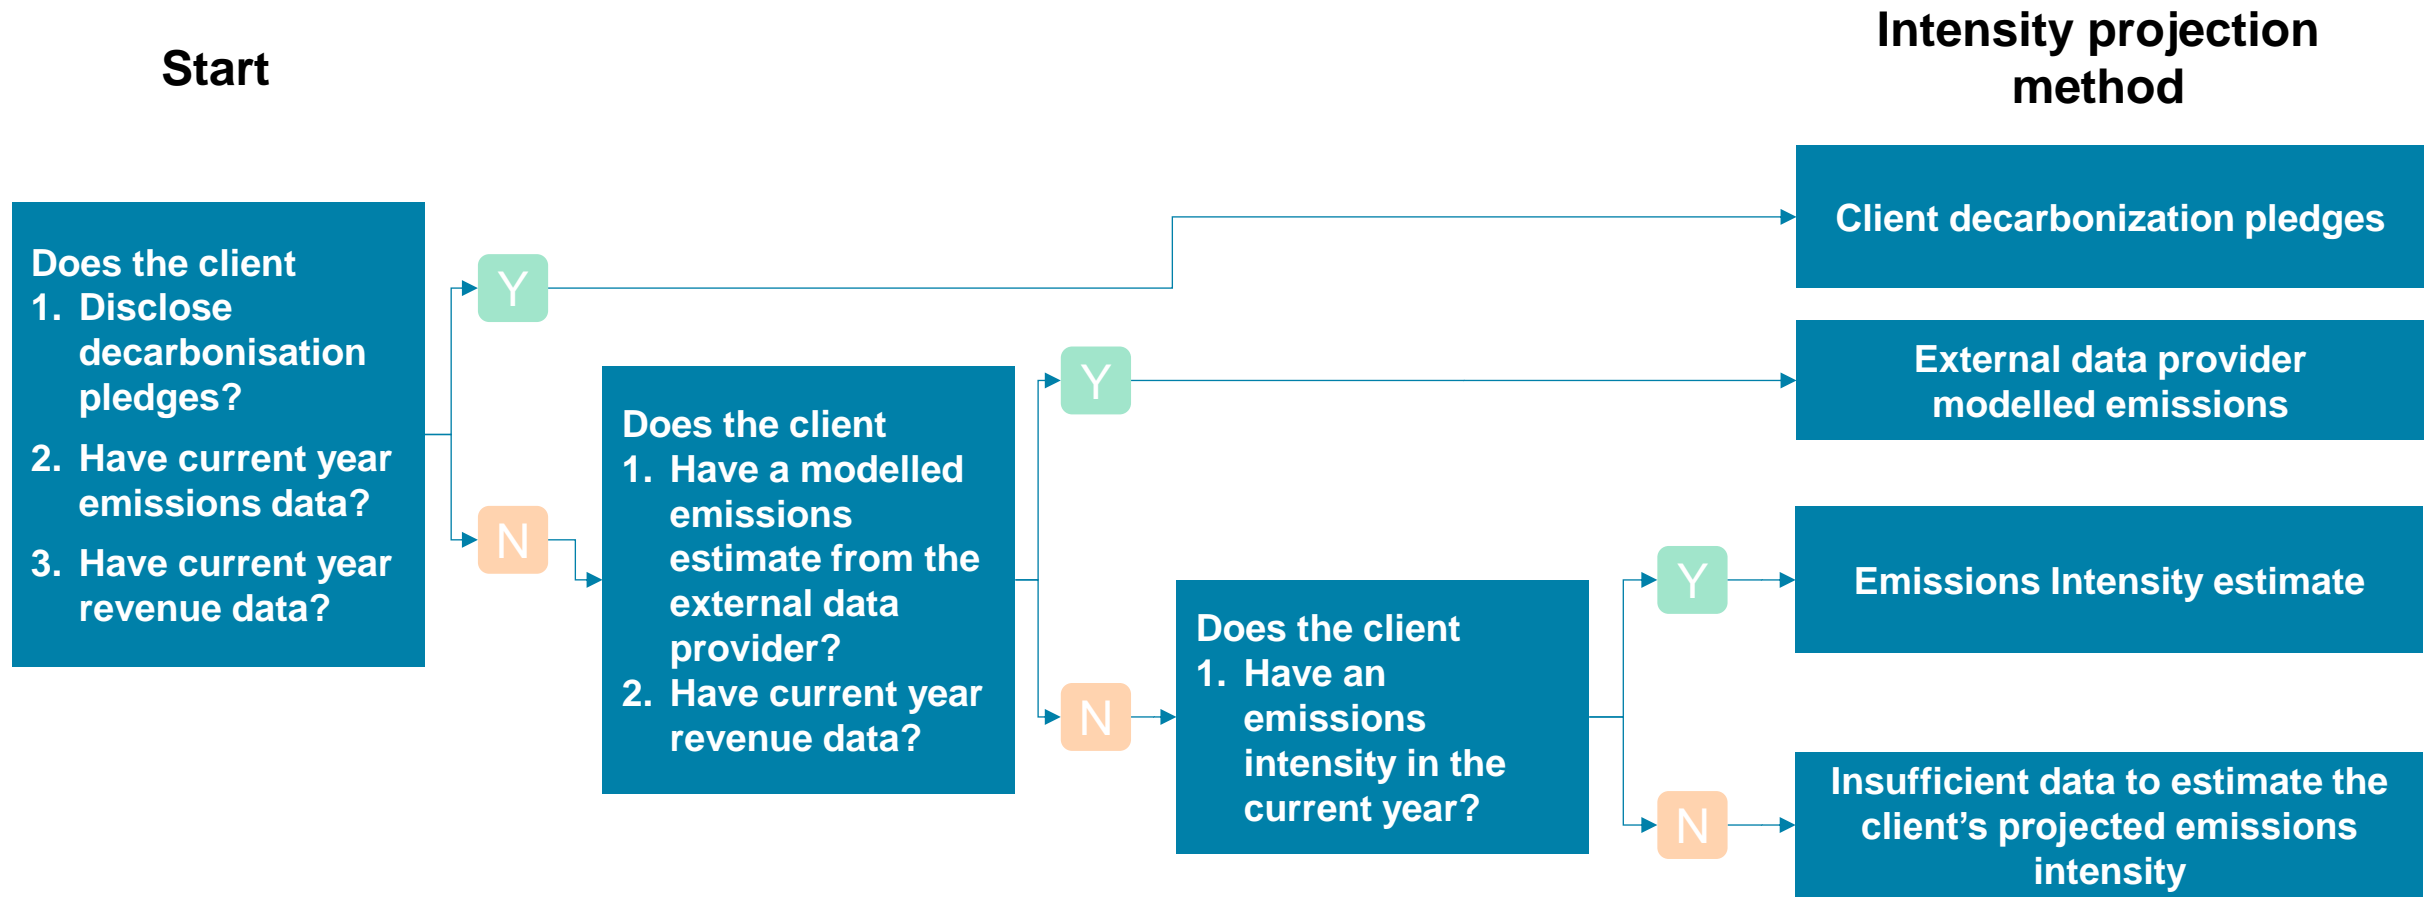 Start
Intensity projection
method
Does the client
1. Disclose
decarbonisation
pledges?
2. Have current year
emissions data?
3. Have current year
revenue data?
Y
N
Does the client
1. Have a modelled
emissions
estimate from the
external data
provider?
2. Have current year
revenue data?
Y
N
Does the client
1. Have an
emissions
intensity in the
current year?
Y
N
Client decarbonization pledges
External data provider
modelled emissions
Emissions Intensity estimate
Insufficient data to estimate the
client’s projected emissions
intensity